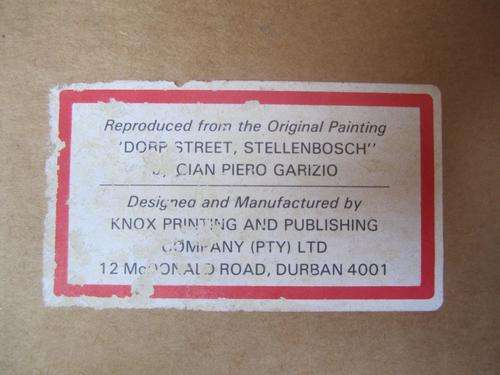 Reproduced from the Original Painting
'DORP STREET, STELLENBOSCH''
CIAN PIERO GARIZIO
Designed and Manufactured by
KNOX PRINTING AND PUBLISHING
COMPANY (PTY) LTD
12 McDONALD ROAD, DURBAN 4001